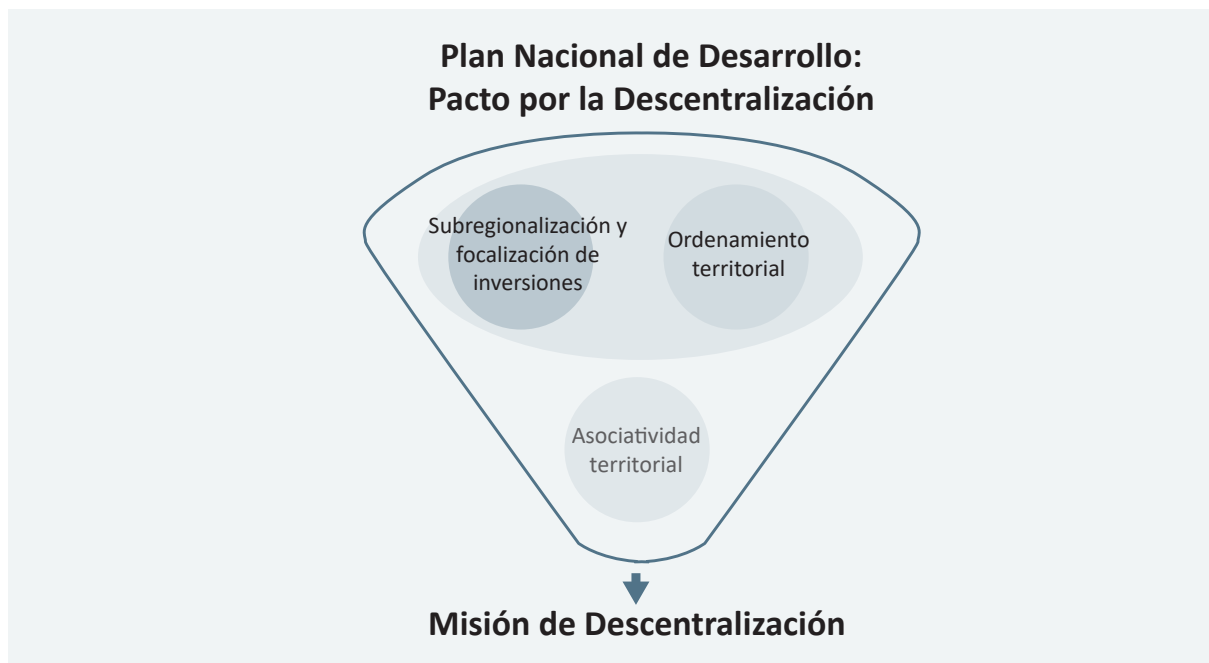 Plan Nacional de Desarrollo:
Pacto por la Descentralización
Subregionalización y
focalización de
inversiones
Ordenamiento
territorial
Asociatividad
territorial
Misión de Descentralización